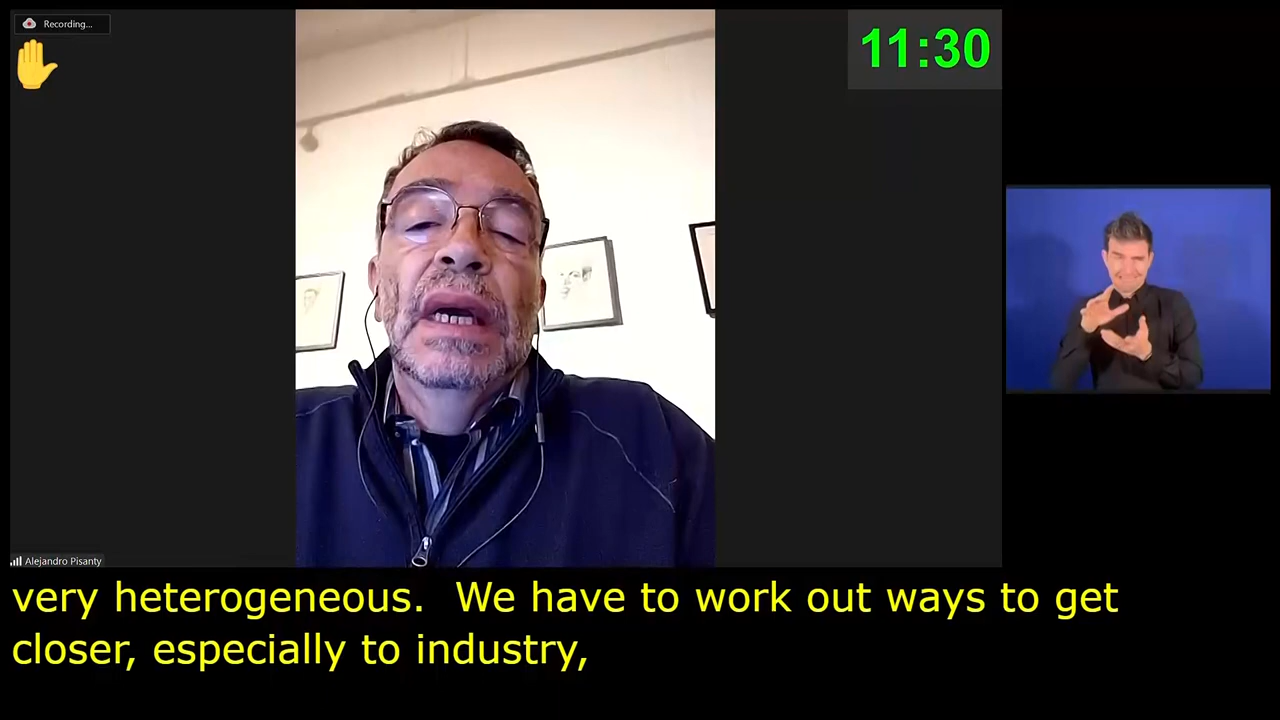 Recording...
11:30
Alejandro Pisanty
very heterogeneous.  We have to work out ways to get
closer, especially to industry,